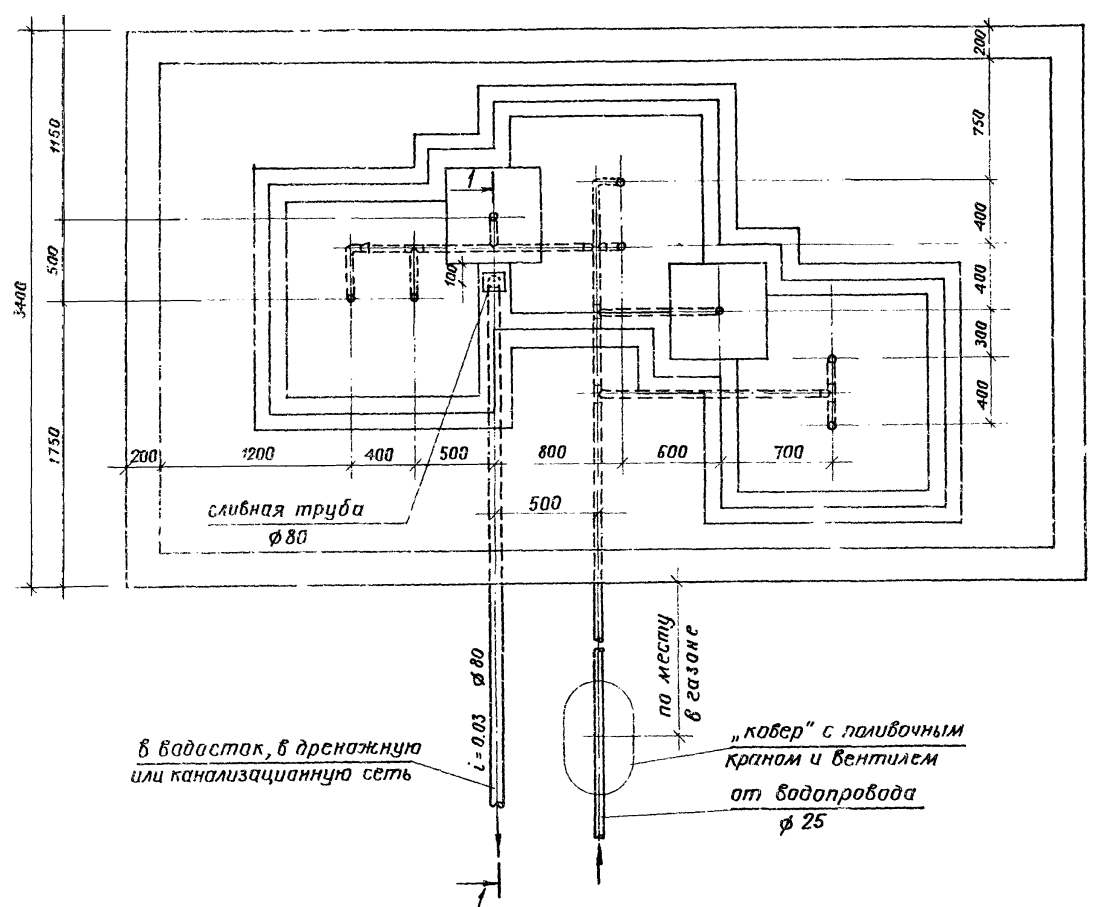 200
1150
750
1
400
500
100
400
3400
300
400
1750
200
1200
400
500
800
600
700
сливная труба
ϕ80
500
i=0.03 ϕ80
по месту
в газоне
„ковер" с поливочным
краном и вентилем
в водосток, в дренажную
или канализационную сеть
от водопровода
ϕ 25
1